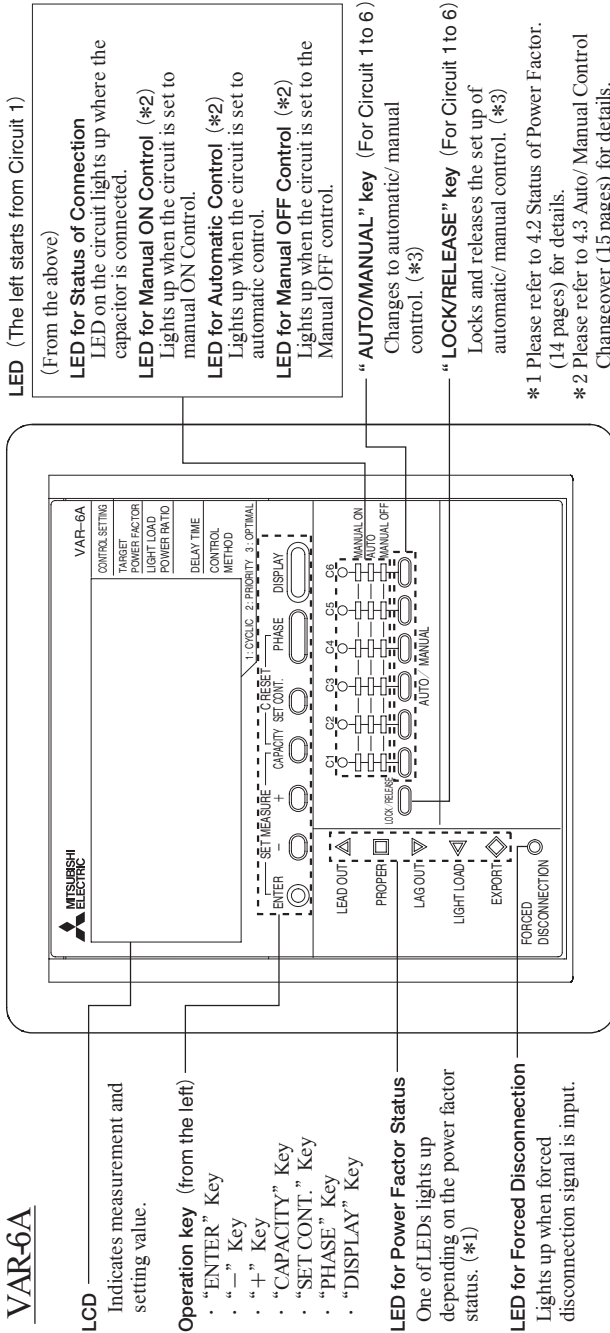 VAR-6A
LCD
Indicates measurement and
setting value.
Operation key (from the left)
・“ENTER” Key
・“－” Key
・“＋” Key
・“CAPACITY” Key
・“SET CONT.” Key
・“PHASE” Key
・“DISPLAY” Key
LED for Power Factor Status
One of LEDs lights up
depending on the power factor
status. (*1)
LED for Forced Disconnection
Lights up when forced
disconnection signal is input.
MITSUBISHI
ELECTRIC
VAR–6A
CONTROL SETTING
TARGET
POWER FACTOR
LIGHT LOAD
POWER RATIO
DELAY TIME
CONTROL
METHOD
1: CYCLIC 2: PRIORITY 3: OPTIMAL
SET MEASURE
C RESET
ENTER － ＋ CAPACITY SET CONT. PHASE DISPLAY
LEAD OUT
PROPER
LAG OUT
LIGHT LOAD
EXPORT
FORCED
DISCONNECTION
C1 C2 C3 C4 C5 C6
MANUAL ON
AUTO
MANUAL OFF
LOCK/RELEASE
AUTO/MANUAL
LED (The left starts from Circuit 1)
(From the above)
LED for Status of Connection
LED on the circuit lights up where the
capacitor is connected.
LED for Manual ON Control (*2)
Lights up when the circuit is set to
manual ON Control.
LED for Automatic Control (*2)
Lights up when the circuit is set to
automatic control.
LED for Manual OFF Control (*2)
Lights up when the circuit is set to the
Manual OFF control.
“ AUTO/MANUAL” key (For Circuit 1 to 6)
Changes to automatic/ manual
control. (*3)
“ LOCK/RELEASE” key (For Circuit 1 to 6)
Locks and releases the set up of
automatic/ manual control. (*3)
*1 Please refer to 4.2 Status of Power Factor.
(14 pages) for details.
*2 Please refer to 4.3 Auto/ Manual Control
Changeover (15 pages) for details.